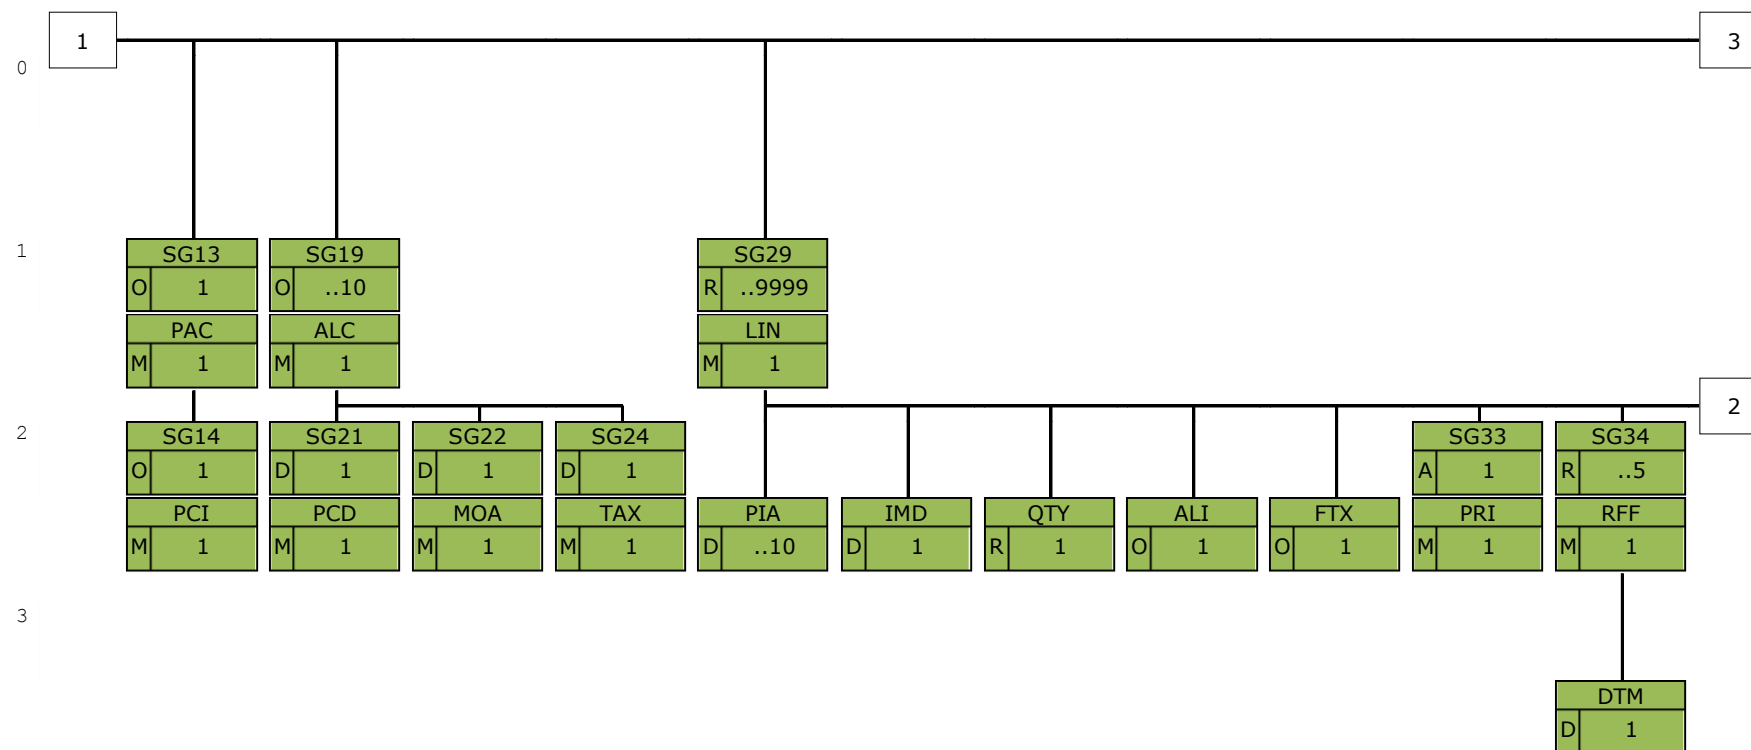 1 3
0
1 SG13 SG19 SG29
O 1 O ..10 R ..9999
PAC ALC LIN
M 1 M 1 M 1
2
2 SG14 SG21 SG22 SG24 SG33 SG34
O 1 D 1 D 1 D 1 A 1 R ..5
PCI PCD MOA TAX PIA IMD QTY ALI FTX PRI RFF
M 1 M 1 M 1 M 1 D ..10 D 1 R 1 O 1 O 1 M 1 M 1
3
DTM
D 1